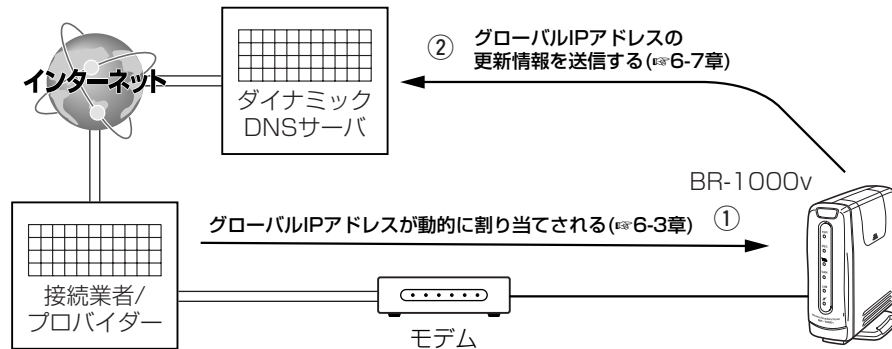 ② グローバルIPアドレスの
更新情報を送信する(☞6-7章)
インターネット
ダイナミック
DNSサーバ
BR-1000v
グローバルIPアドレスが動的に割り当てされる(☞6-3章) ①
接続業者/
プロバイダー
モデム